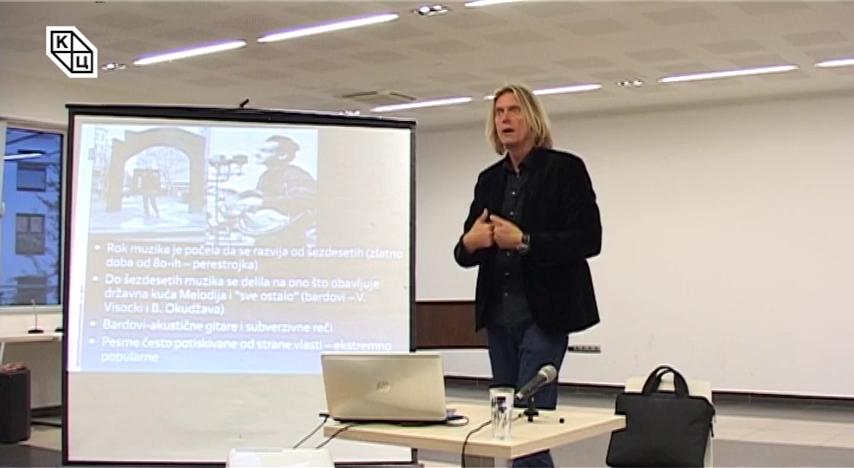 К
Ц
Rok muzika je počela da se razvija od šezdesetih (zlatno
doba od 80-ih – perestrojka)
Do šezdesetih muzika se delila na ono što obavljuje
državna kuća Melodija i "sve ostalo" (bardovi – V.
Visocki i B. Okudžava)
Bardovi-akustične gitare i subverzivne reči
Pesme često potiskivane od strane vlasti – ekstremno
popularne